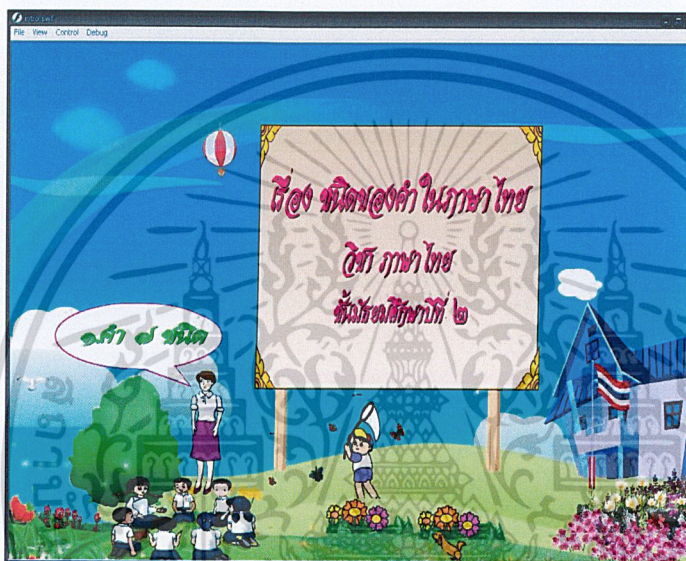 intro.swf
File View Control Debug
เรื่อง ชนิดของคำ ในภาษา ไทย
วิชา ภาษา ไทย
ชั้นมัธยมศึกษาปีที่ ๒
คำ ๗ ชนิด